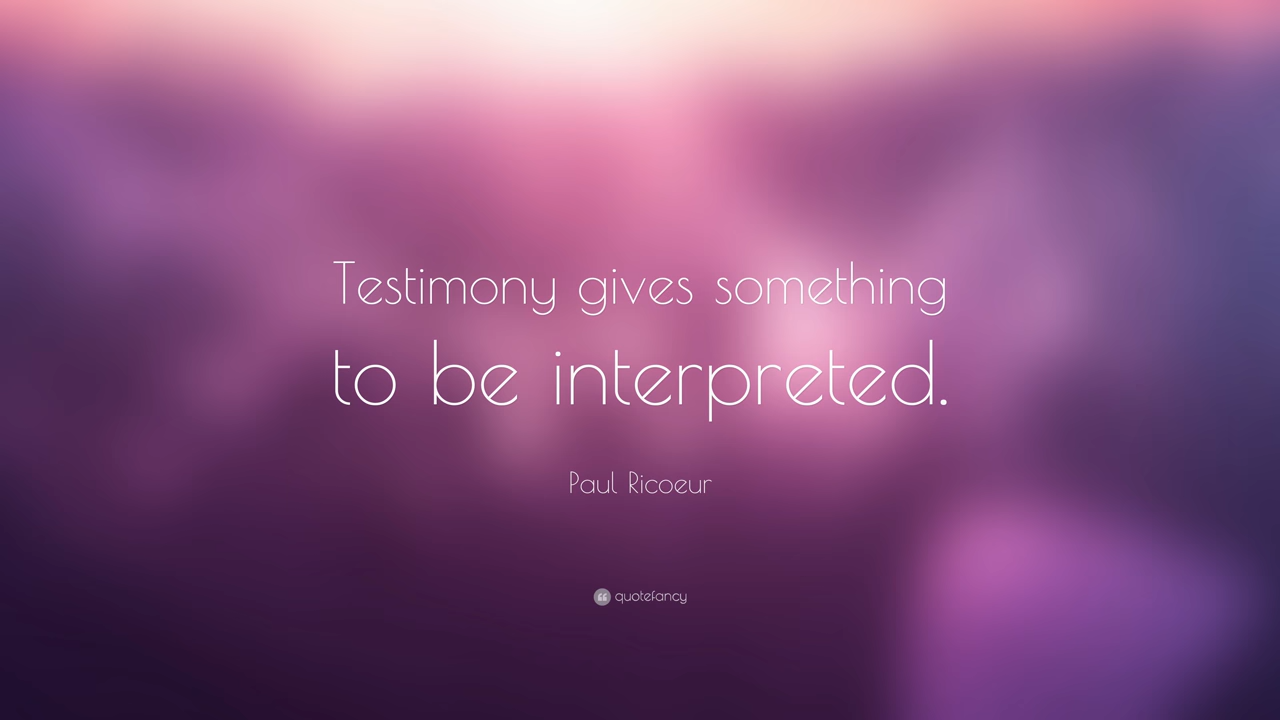 Testimony gives something
to be interpreted.
Paul Ricoeur
quotefancy